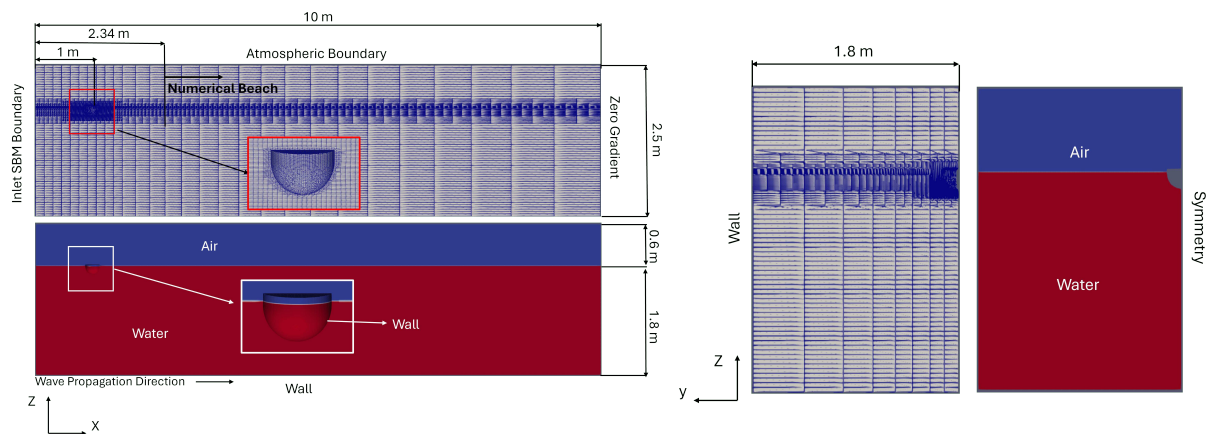 10 m
2.34 m
1 m
Atmospheric Boundary
Numerical Beach
Inlet SBM Boundary
Zero Gradient
2.5 m
Air
0.6 m
Wall
Water
1.8 m
Wave Propagation Direction
Wall
Z
X
1.8 m
Wall
Z
y
Air
Water
Symmetry